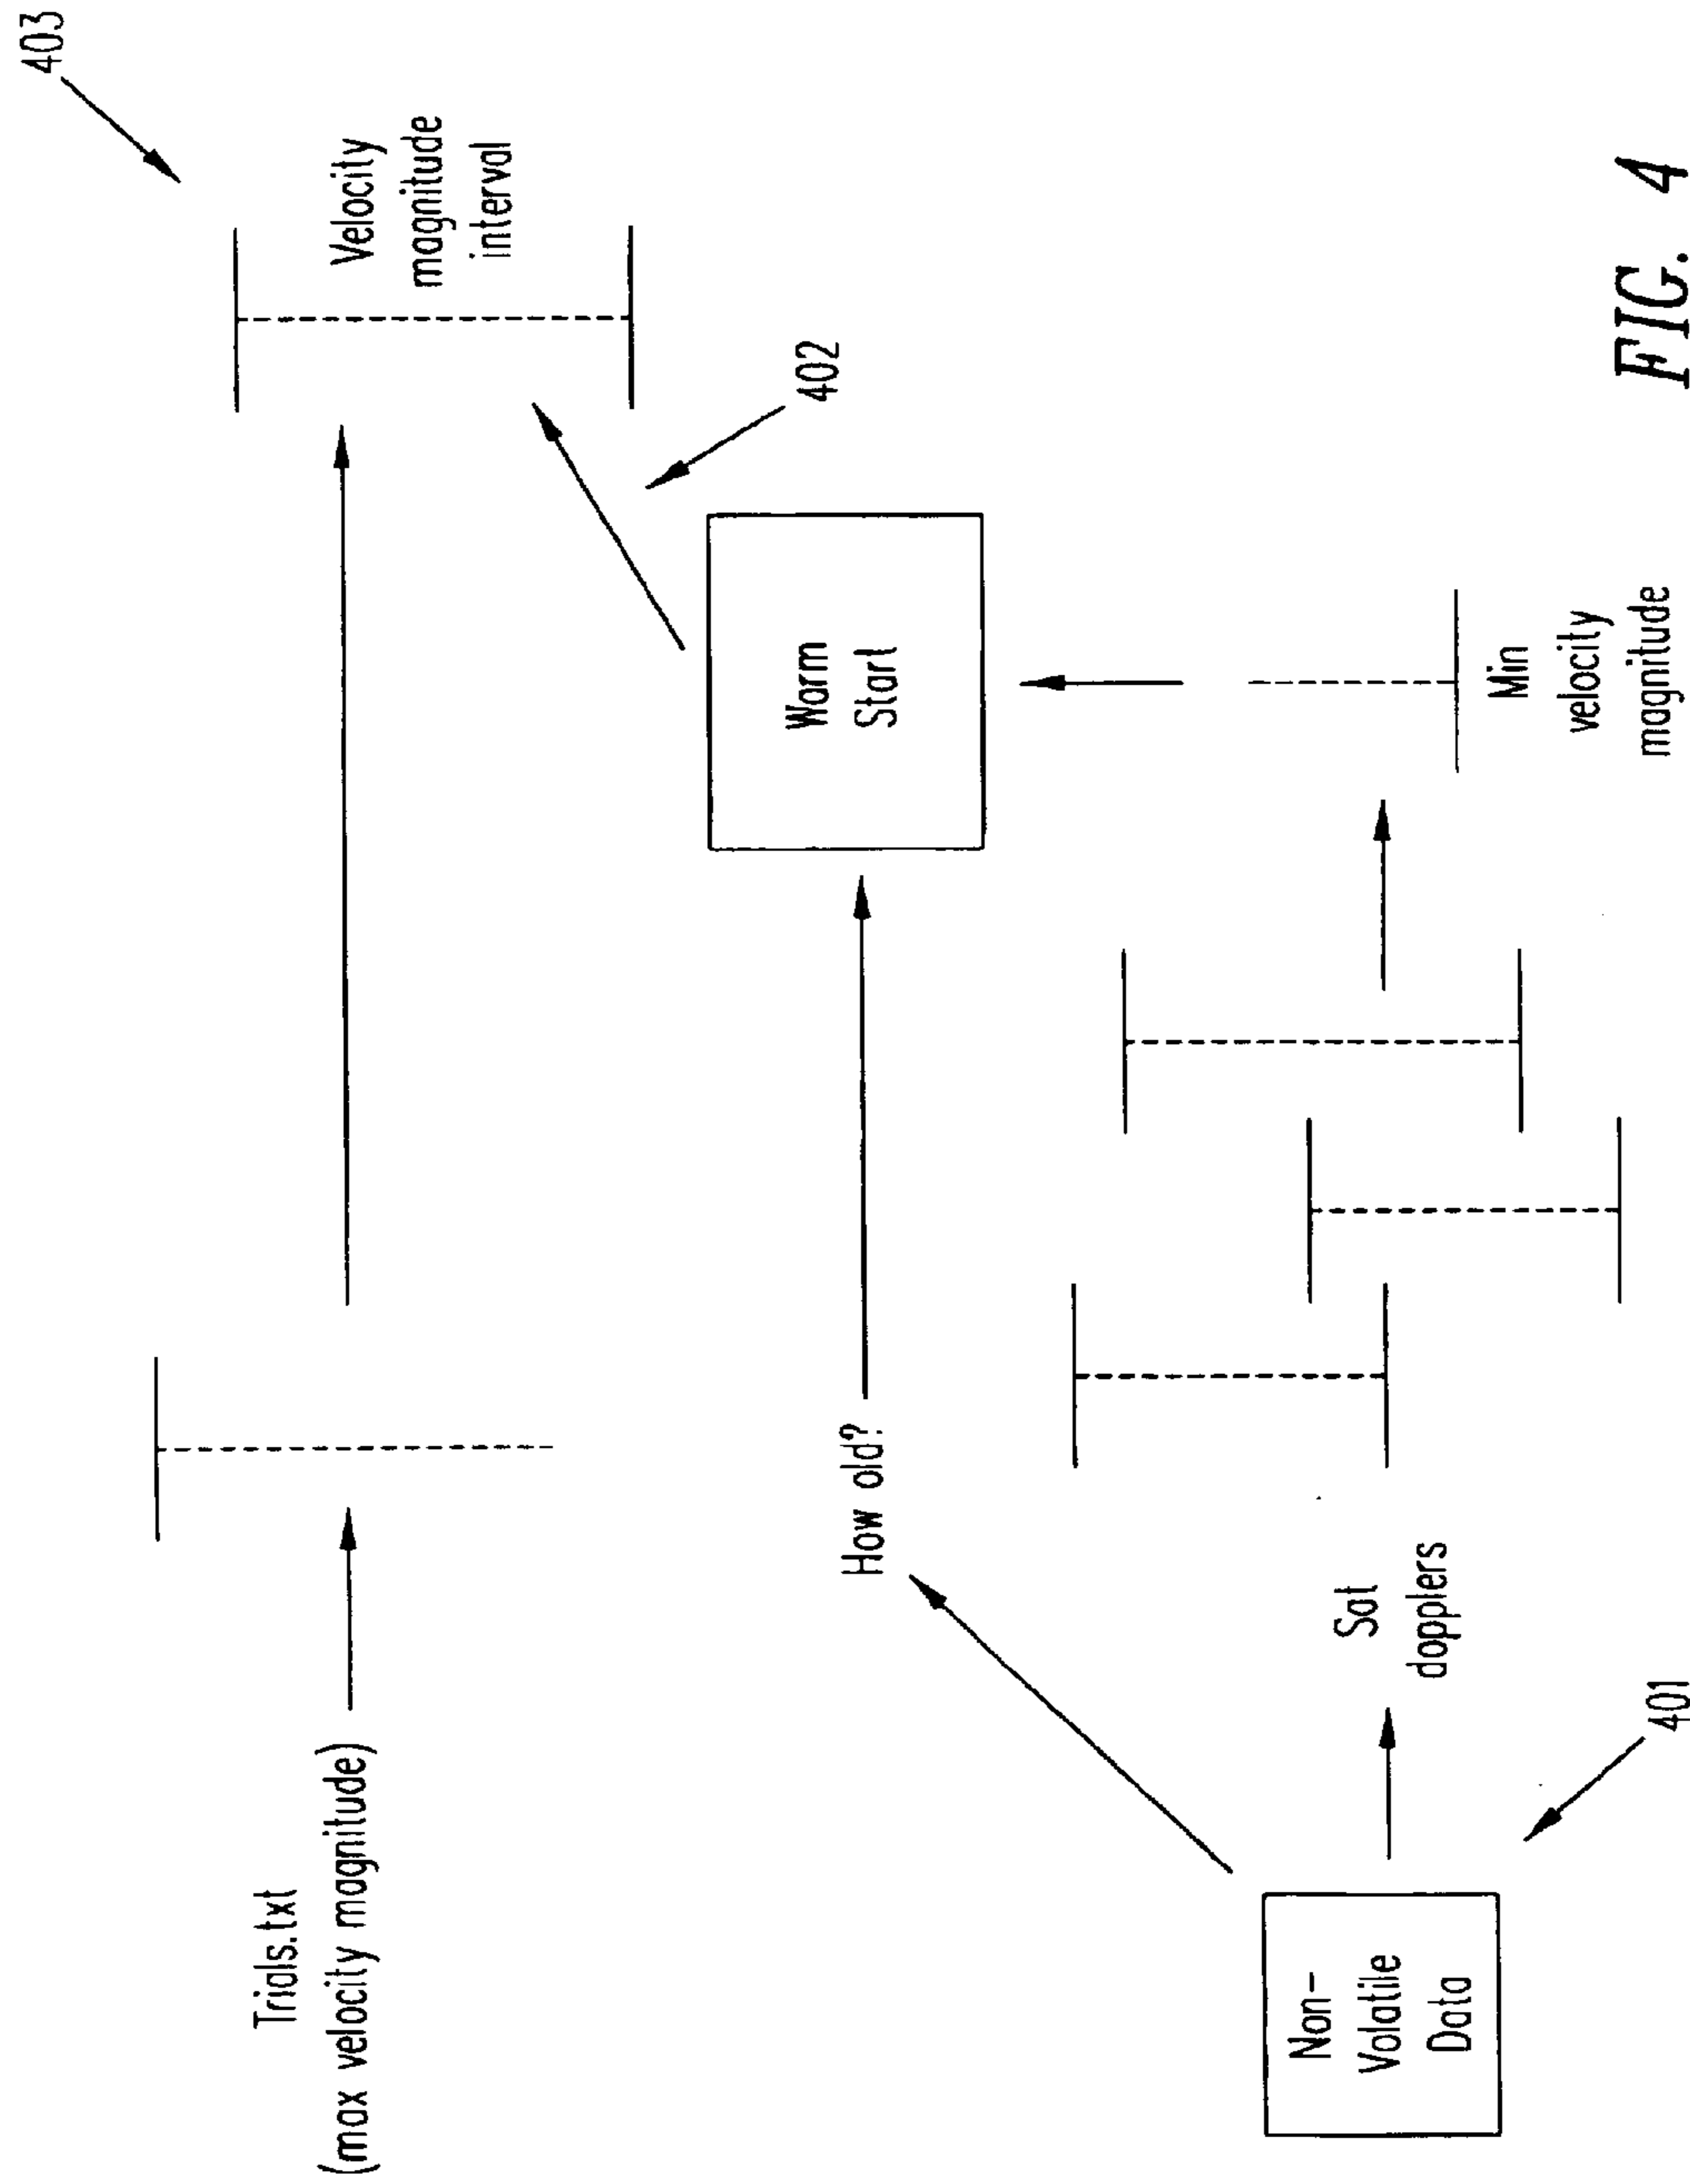 Trials.txt
(max velocity magnitude)
403
Velocity
magnitude
interval
402
How old?
Warm
Start
Non-
Volatile
Data
401
Sat
dopplers
Min
velocity
magnitude
FIG. 4